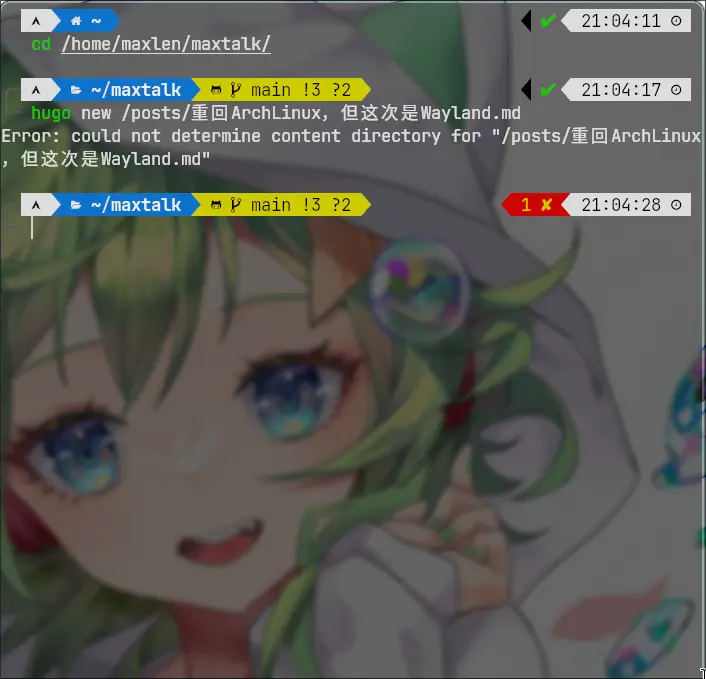 ~ 21:04:11
cd /home/maxlen/maxtalk/
~/maxtalk main !3 ?2 21:04:17
hugo new /posts/重回ArchLinux，但这次是Wayland.md
Error: could not determine content directory for "/posts/重回ArchLinux
，但这次是Wayland.md"
~/maxtalk main !3 ?2 1 ✘ 21:04:28